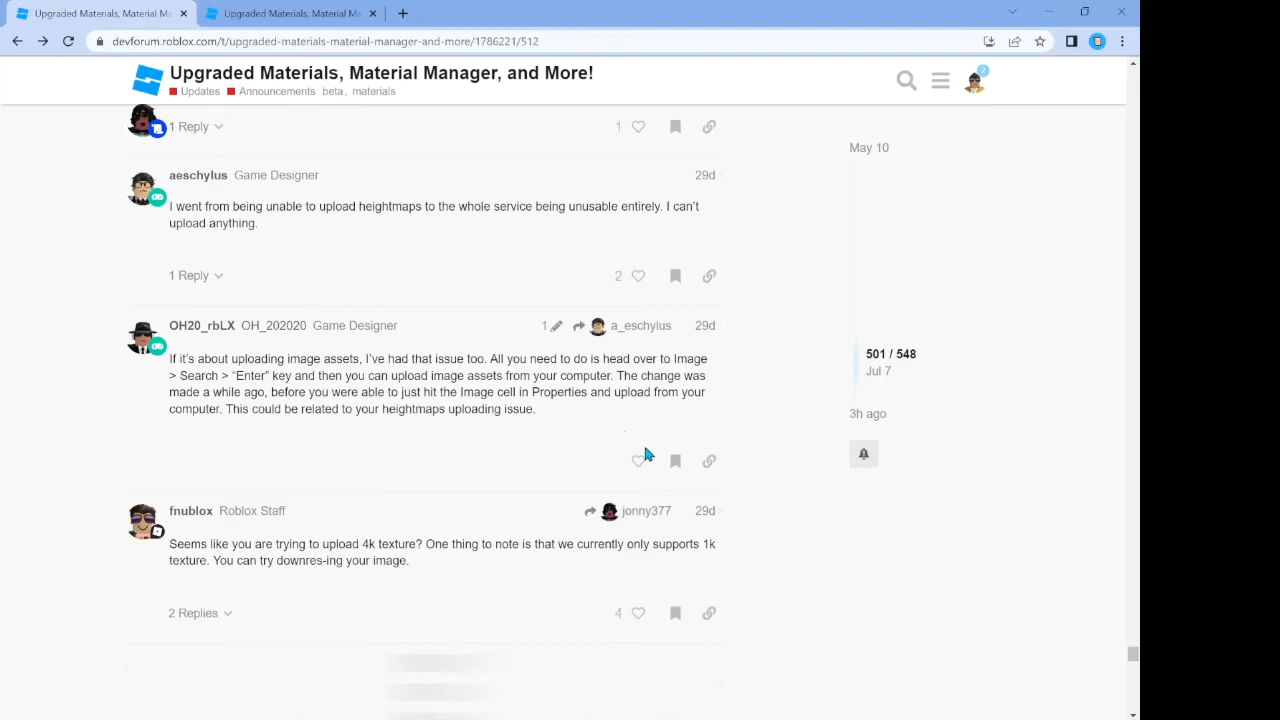 Upgraded Materials, Material Ma
Upgraded Materials, Material Ma
devforum.roblox.com/t/upgraded-materials-material-manager-and-more/1786221/512
Upgraded Materials, Material Manager, and More!
Updates Announcements beta, materials
2
1 Reply
1
May 10
aeschylus Game Designer
29d
I went from being unable to upload heightmaps to the whole service being unusable entirely. I can't
upload anything.
1 Reply
2
OH20_rbLX OH_202020 Game Designer
1 a_eschylus 29d
If it's about uploading image assets, I've had that issue too. All you need to do is head over to Image
> Search > "Enter" key and then you can upload image assets from your computer. The change was
made a while ago, before you were able to just hit the Image cell in Properties and upload from your
computer. This could be related to your heightmaps uploading issue.
501 / 548
Jul 7
3h ago
fnublox Roblox Staff
jonny377 29d
Seems like you are trying to upload 4k texture? One thing to note is that we currently only supports 1k
texture. You can try downres-ing your image.
2 Replies
4